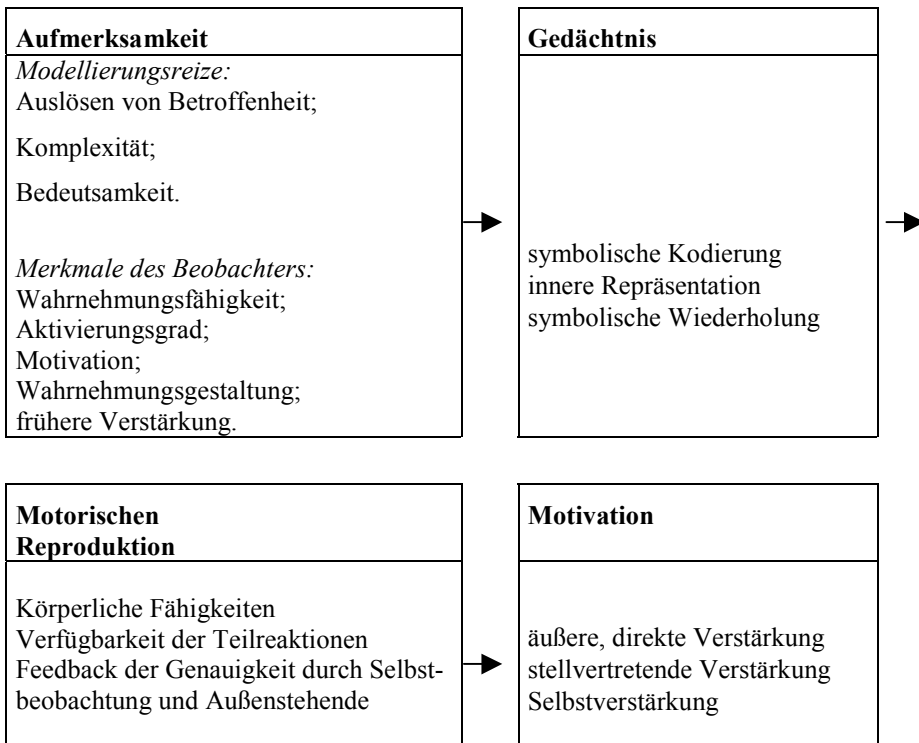 Aufmerksamkeit
Modellierungsreize:
Auslösen von Betroffenheit;
Komplexität;
Bedeutsamkeit.
Merkmale des Beobachters:
Wahrnehmungsfähigkeit;
Aktivierungsgrad;
Motivation;
Wahrnehmungsgestaltung;
frühere Verstärkung.
Gedächtnis
symbolische Kodierung
innere Repräsentation
symbolische Wiederholung
Motorischen
Reproduktion
Körperliche Fähigkeiten
Verfügbarkeit der Teilreaktionen
Feedback der Genauigkeit durch Selbst-
beobachtung und Außenstehende
Motivation
äußere, direkte Verstärkung
stellvertretende Verstärkung
Selbstverstärkung